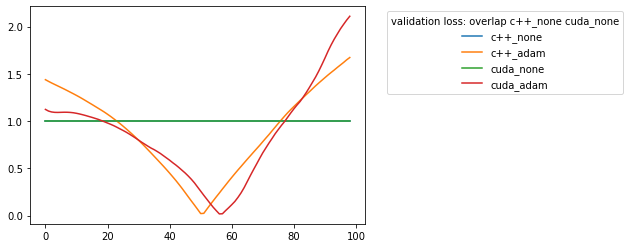 validation loss: overlap c++_none cuda_none
c++_none
c++_adam
cuda_none
cuda_adam
2.0
1.5
1.0
0.5
0.0
0 20 40 60 80 100